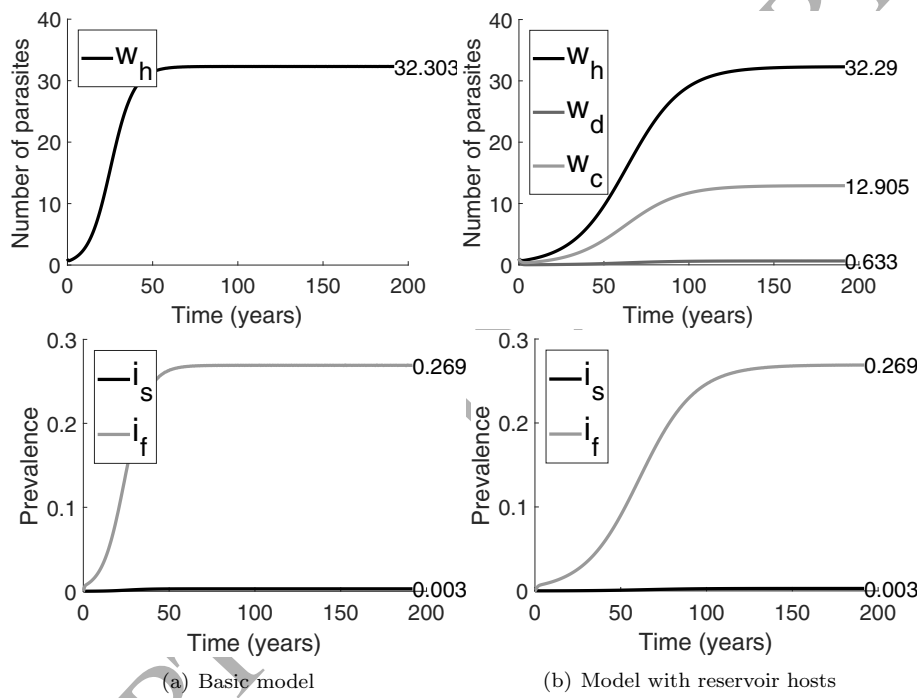 40
30
20
10
0
Number of parasites
w_h
32.303
0
50
100
150
200
Time (years)
40
30
20
10
0
Number of parasites
w_h
w_d
w_c
32.29
12.905
0.633
0
50
100
150
200
Time (years)
0.3
0.2
0.1
0
Prevalence
i_s
i_f
0.269
0.003
0
50
100
150
200
Time (years)
0.3
0.2
0.1
0
Prevalence
i_s
i_f
0.269
0.003
0
50
100
150
200
Time (years)
(a) Basic model
(b) Model with reservoir hosts